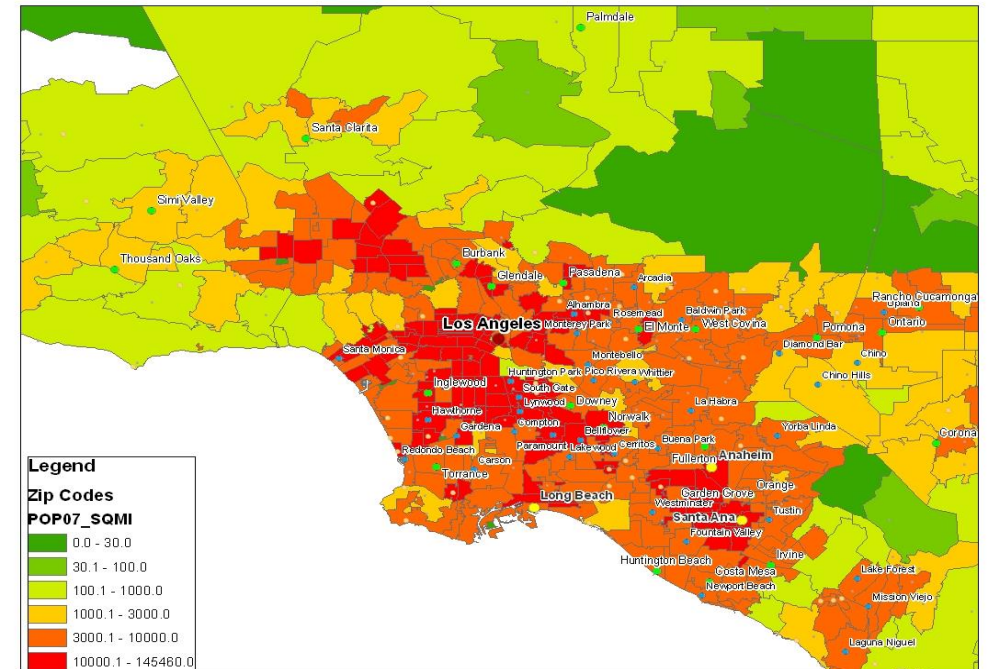 Palmdale
Santa Clarita
Simi Valley
Thousand Oaks
Burbank
Glendale
Pasadena
Arcadia
Rancho Cucamonga
Upland
Ontario
Alhambra
Rosemead
Baldwin Park
Los Angeles
Monterey Park
El Monte
West Covina
Pomona
Diamond Bar
Santa Monica
Montebello
Chino
Huntington Park
Pico Rivera
Whittier
Chino Hills
Inglewood
South Gate
Lynwood
Downey
La Habra
Hawthorne
Compton
Norwalk
Gardena
Bellflower
Yorba Linda
Corona
Redondo Beach
Paramount
Lakewood
Cerritos
Buena Park
Carson
Fullerton
Anaheim
Torrance
Long Beach
Garden Grove
Orange
Westminster
Santa Ana
Tustin
Fountain Valley
Huntington Beach
Costa Mesa
Irvine
Newport Beach
Lake Forest
Mission Viejo
Laguna Niguel
Legend
Zip Codes
POP07_SQMI
0.0 - 30.0
30.1 - 100.0
100.1 - 1000.0
1000.1 - 3000.0
3000.1 - 10000.0
10000.1 - 145460.0